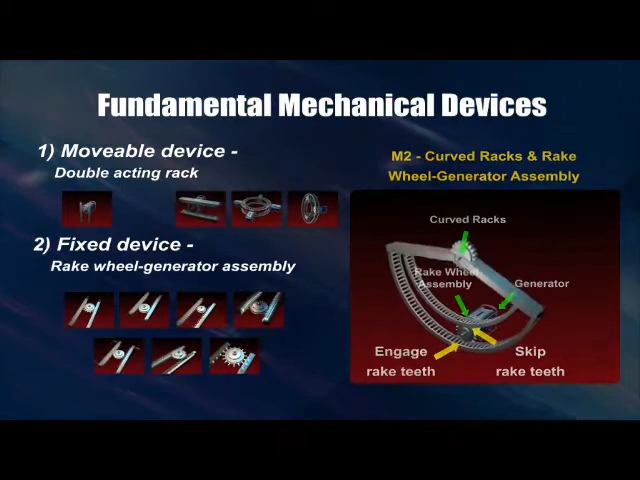 Fundamental Mechanical Devices
1) Moveable device -
Double acting rack
2) Fixed device -
Rake wheel-generator assembly
M2 - Curved Racks & Rake
Wheel-Generator Assembly
Curved Racks
Rake Wheel
Assembly
Generator
Engage
rake teeth
Skip
rake teeth